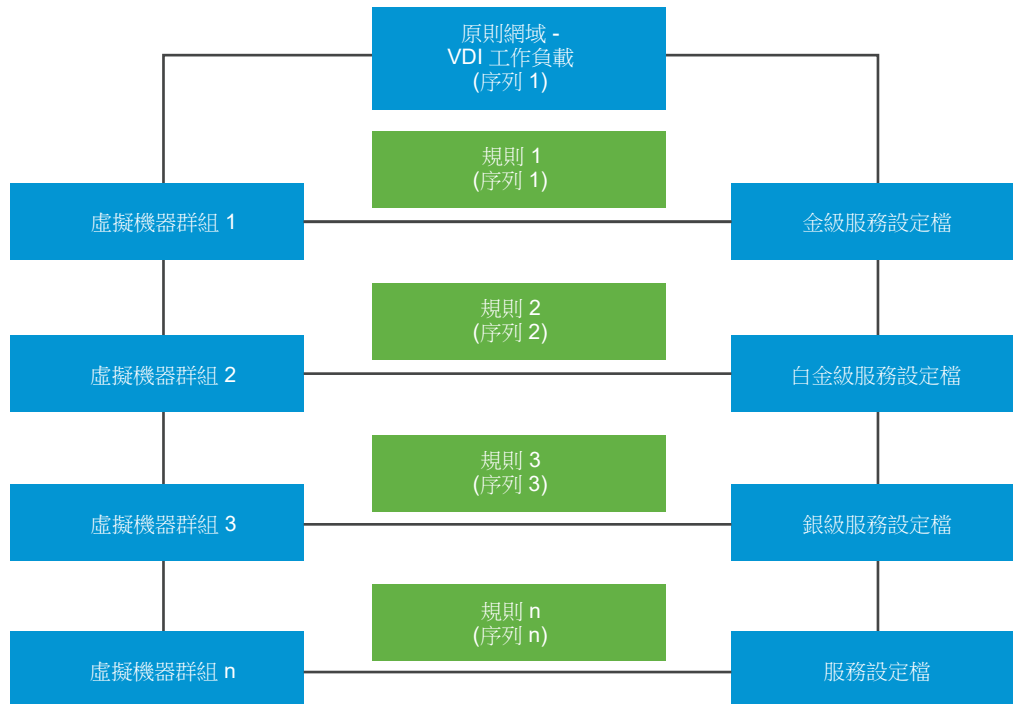 原則網域 -
VDI 工作負載
(序列 1)
規則 1
(序列 1)
虛擬機器群組 1
金級服務設定檔
規則 2
(序列 2)
虛擬機器群組 2
白金級服務設定檔
規則 3
(序列 3)
虛擬機器群組 3
銀級服務設定檔
規則 n
(序列 n)
虛擬機器群組 n
服務設定檔